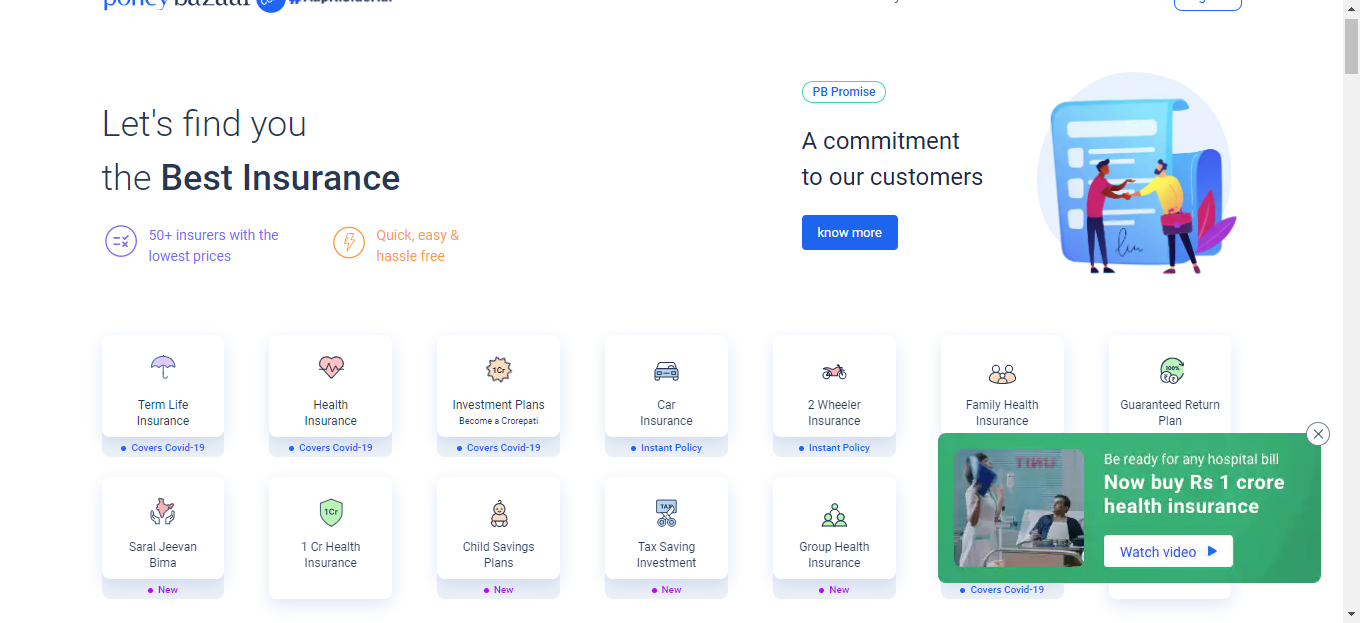 policybazaar
Let's find you
the Best Insurance
50+ insurers with the
lowest prices
Quick, easy &
hassle free
PB Promise
A commitment
to our customers
know more
Term Life
Insurance
Covers Covid-19
Health
Insurance
Covers Covid-19
1Cr
Investment Plans
Become a Crorepati
Covers Covid-19
Car
Insurance
Instant Policy
2 Wheeler
Insurance
Instant Policy
Family Health
Insurance
100%
Guaranteed Return
Plan
Saral Jeevan
Bima
New
1Cr
1 Cr Health
Insurance
Child Savings
Plans
New
TAX
Tax Saving
Investment
New
Group Health
Insurance
New
Covers Covid-19
Be ready for any hospital bill
Now buy Rs 1 crore
health insurance
Watch video